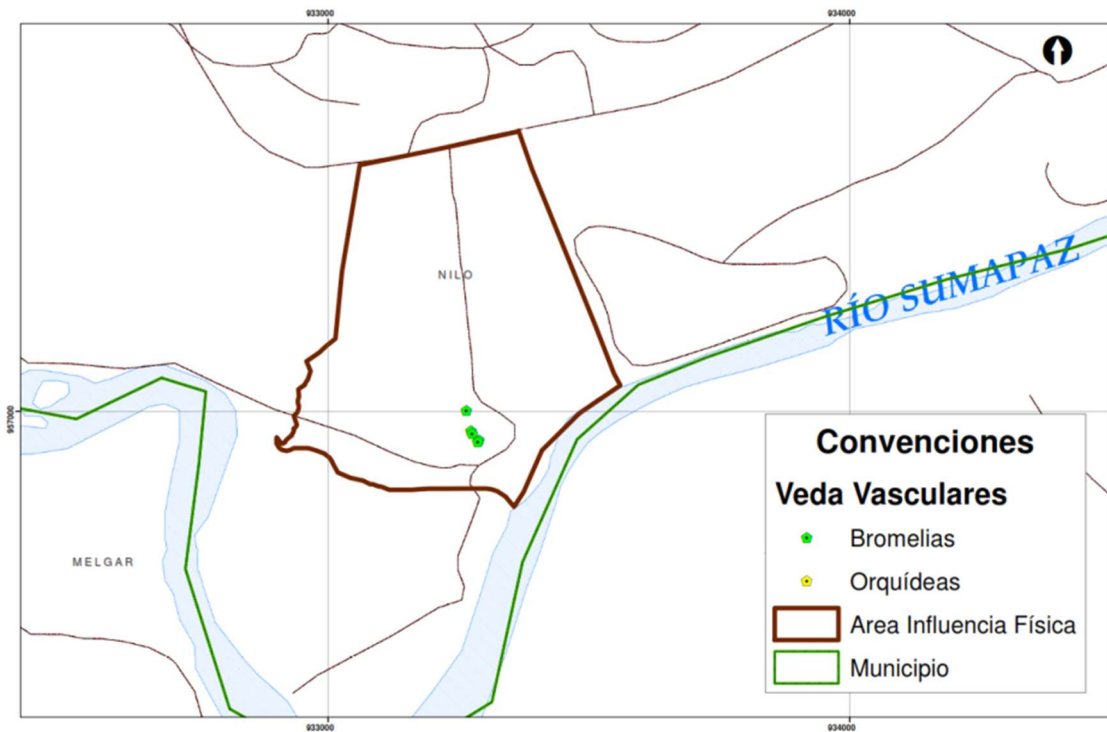 933000
934000
NILO
RÍO SUMAPAZ
957000
MELGAR
Convenciones
Veda Vasculares
Bromelias
Orquídeas
Area Influencia Física
Municipio
933000
934000